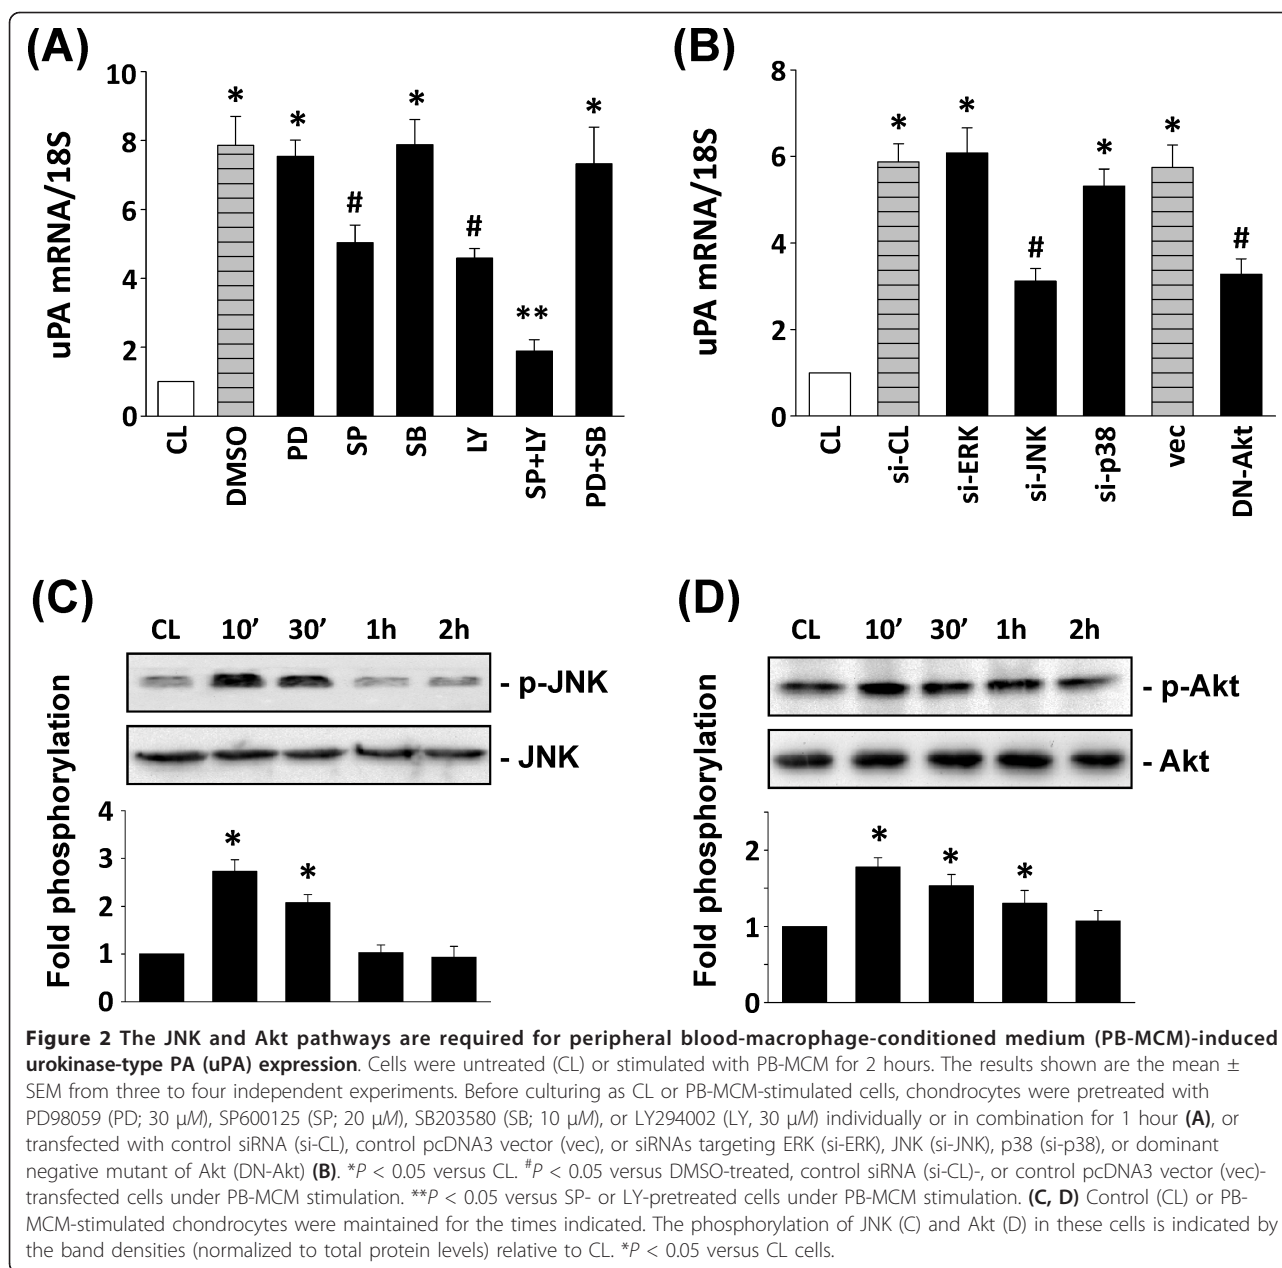 (A)
10
8
6
4
2
0
uPA mRNA/18S
*
*
#
*
#
**
*
CL
DMSO
PD
SP
SB
LY
SP+LY
PD+SB
(B)
8
6
4
2
0
uPA mRNA/18S
*
*
#
*
*
#
CL
si-CL
si-ERK
si-JNK
si-p38
vec
DN-Akt
(C)
CL 10’ 30’ 1h 2h
- p-JNK
- JNK
Fold phosphorylation
4
3
2
1
0
*
*
(D)
CL 10’ 30’ 1h 2h
- p-Akt
- Akt
Fold phosphorylation
2
1
0
*
*
*
Figure 2 The JNK and Akt pathways are required for peripheral blood-macrophage-conditioned medium (PB-MCM)-induced
urokinase-type PA (uPA) expression. Cells were untreated (CL) or stimulated with PB-MCM for 2 hours. The results shown are the mean ±
SEM from three to four independent experiments. Before culturing as CL or PB-MCM-stimulated cells, chondrocytes were pretreated with
PD98059 (PD; 30 μM), SP600125 (SP; 20 μM), SB203580 (SB; 10 μM), or LY294002 (LY, 30 μM) individually or in combination for 1 hour (A), or
transfected with control siRNA (si-CL), control pcDNA3 vector (vec), or siRNAs targeting ERK (si-ERK), JNK (si-JNK), p38 (si-p38), or dominant
negative mutant of Akt (DN-Akt) (B). *P < 0.05 versus CL. #P < 0.05 versus DMSO-treated, control siRNA (si-CL)-, or control pcDNA3 vector (vec)-
transfected cells under PB-MCM stimulation. **P < 0.05 versus SP- or LY-pretreated cells under PB-MCM stimulation. (C, D) Control (CL) or PB-
MCM-stimulated chondrocytes were maintained for the times indicated. The phosphorylation of JNK (C) and Akt (D) in these cells is indicated by
the band densities (normalized to total protein levels) relative to CL. *P < 0.05 versus CL cells.